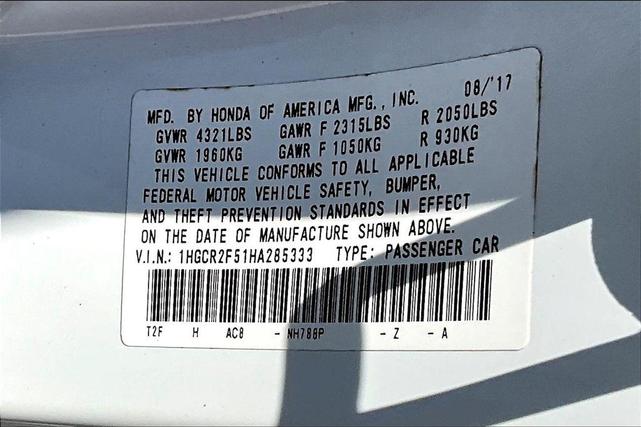 MFD. BY HONDA OF AMERICA MFG., INC. 08/'17
GVWR 4321LBS GAWR F 2315LBS R 2050LBS
GVWR 1960KG GAWR F 1050KG R 930KG
THIS VEHICLE CONFORMS TO ALL APPLICABLE
FEDERAL MOTOR VEHICLE SAFETY, BUMPER,
AND THEFT PREVENTION STANDARDS IN EFFECT
ON THE DATE OF MANUFACTURE SHOWN ABOVE.
V.I.N.: 1HGCR2F51HA285333 TYPE: PASSENGER CAR
T2F H AC8 - NH788P - Z - A